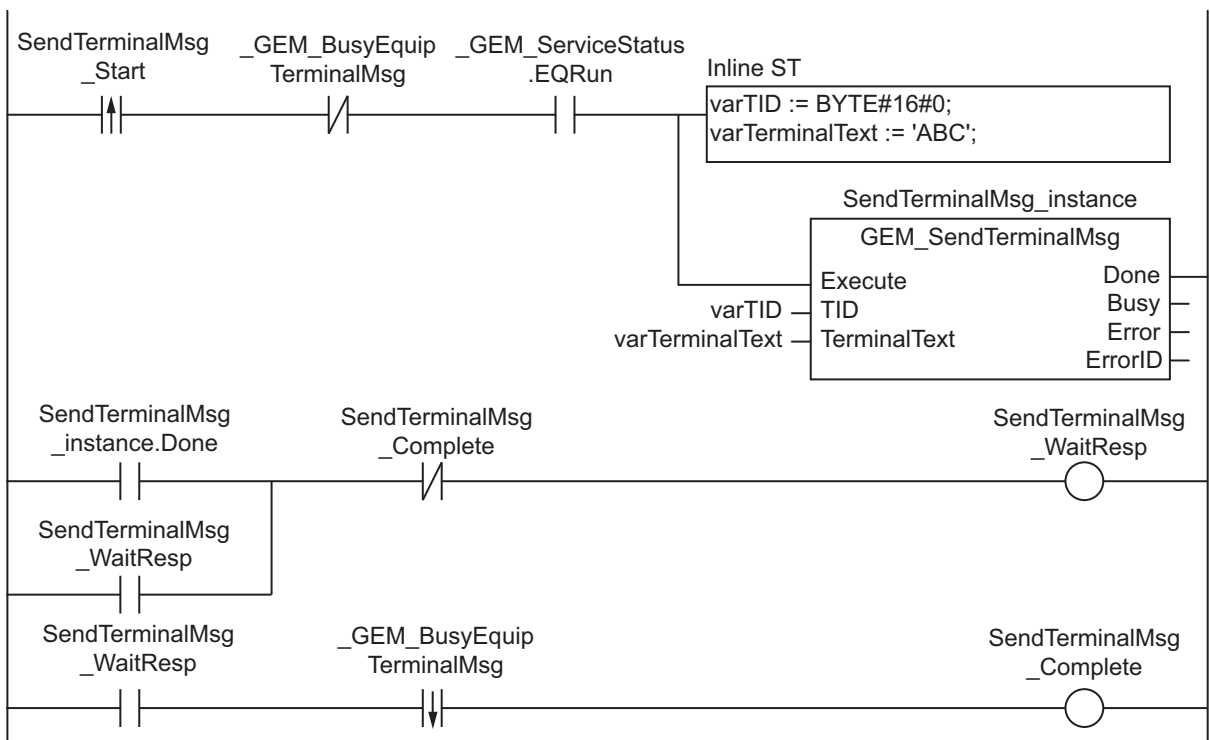 SendTerminalMsg
_Start
_GEM_BusyEquip
TerminalMsg
_GEM_ServiceStatus
.EQRun
Inline ST
varTID := BYTE#16#0;
varTerminalText := 'ABC';
SendTerminalMsg_instance
GEM_SendTerminalMsg
Execute
Done
varTID
TID
Busy
varTerminalText
TerminalText
Error
ErrorID
SendTerminalMsg
_instance.Done
SendTerminalMsg
_Complete
SendTerminalMsg
_WaitResp
SendTerminalMsg
_WaitResp
SendTerminalMsg
_WaitResp
_GEM_BusyEquip
TerminalMsg
SendTerminalMsg
_Complete